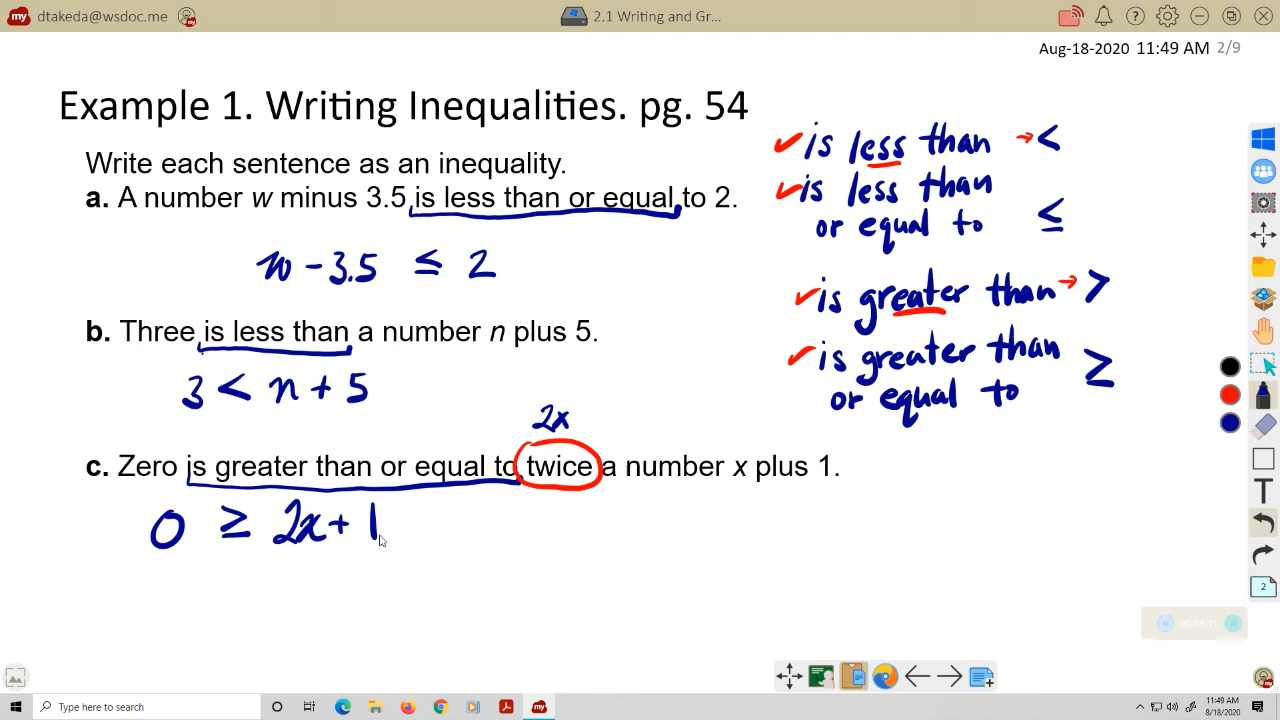 dtakeda@wsdoc.me
2.1 Writing and Gr...
Aug-18-2020 11:49 AM 2/9
Example 1. Writing Inequalities. pg. 54
Write each sentence as an inequality.
a. A number w minus 3.5 is less than or equal to 2.
w - 3.5 ≤ 2
b. Three is less than a number n plus 5.
3 < n + 5
2x
c. Zero is greater than or equal to twice a number x plus 1.
0 ≥ 2x + 1
is less than → <
is less than
or equal to ≤
is greater than → >
is greater than
or equal to ≥
2
00:04:31
Type here to search
11:49 AM
8/18/2020